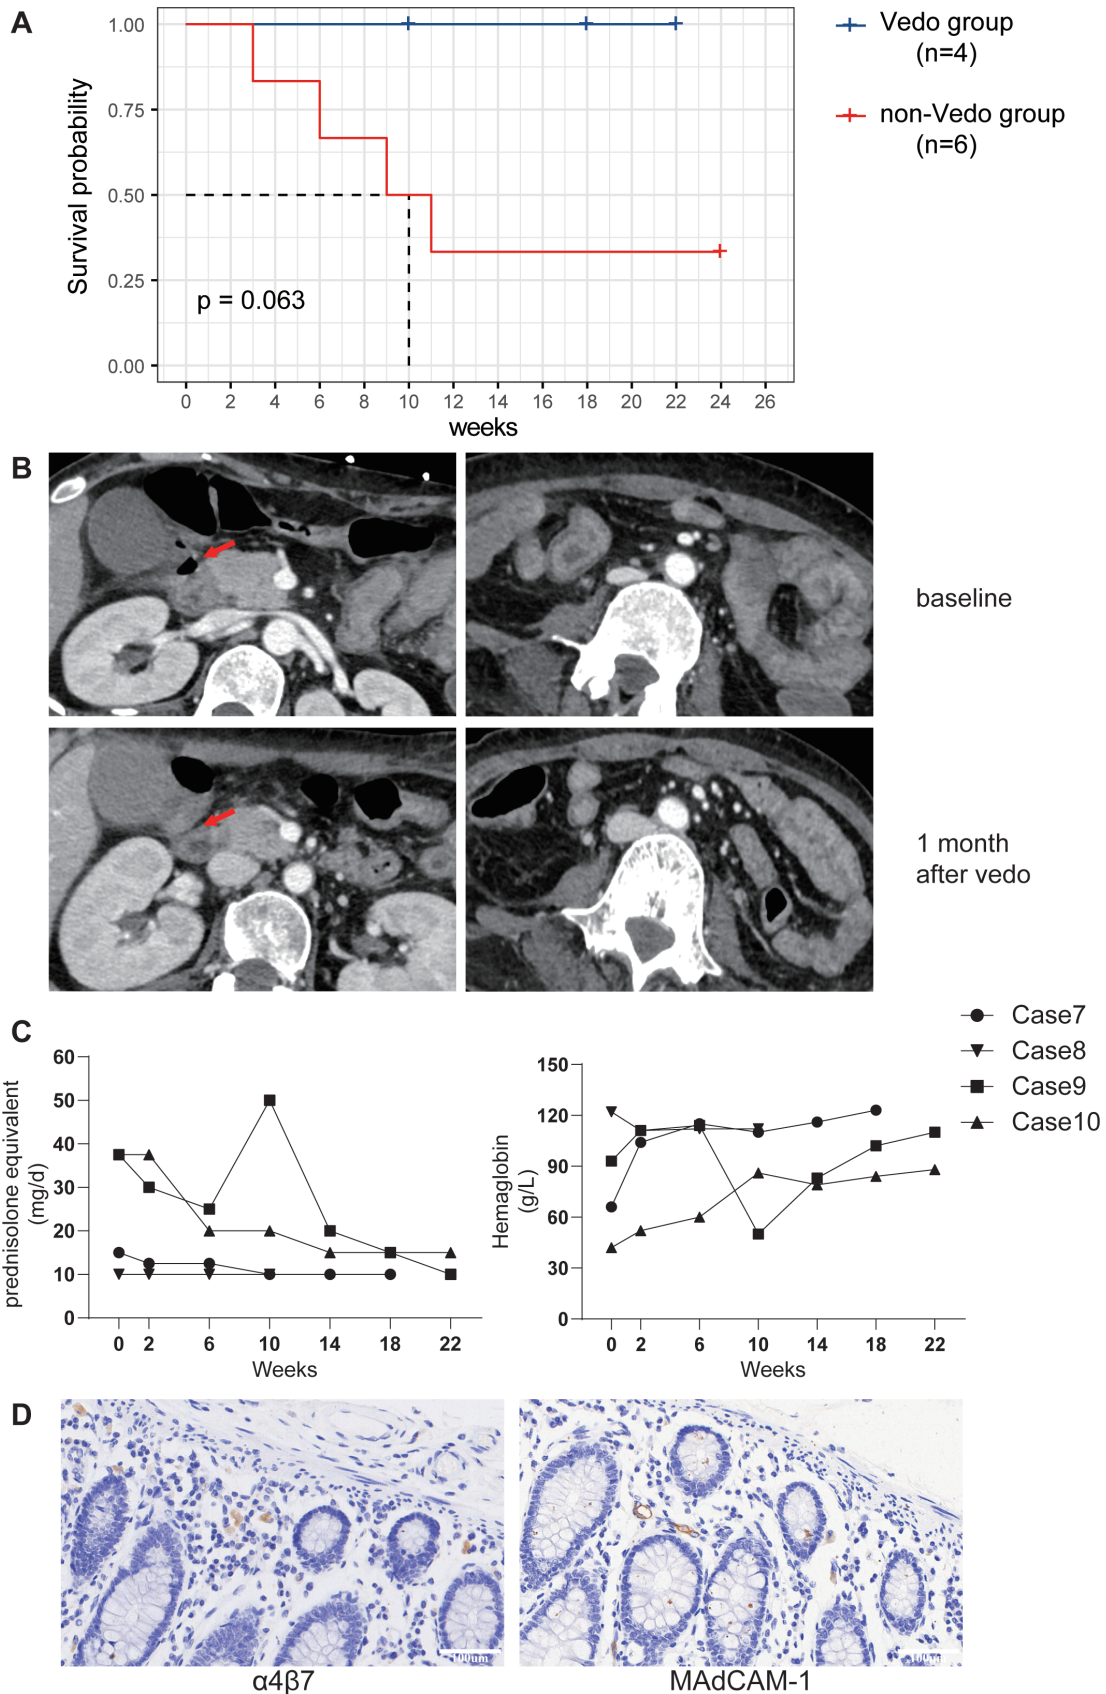 A
Survival probability
1.00
0.75
0.50
0.25
0.00
p = 0.063
0 2 4 6 8 10 12 14 16 18 20 22 24 26
weeks
Vedo group
(n=4)
non-Vedo group
(n=6)
B
baseline
1 month
after vedo
C
prednisolone equivalent
(mg/d)
60
50
40
30
20
10
0
0 2 6 10 14 18 22
Weeks
Hemaglobin
(g/L)
150
120
90
60
30
0
0 2 6 10 14 18 22
Weeks
Case7
Case8
Case9
Case10
D
100um
100um
α4β7
MAdCAM-1